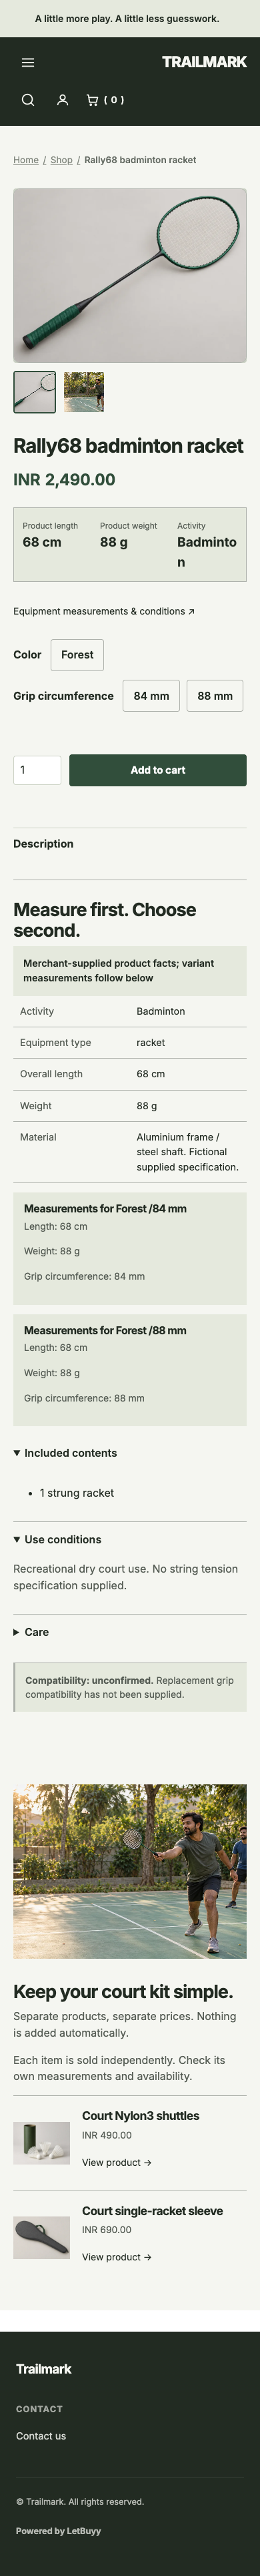 A little more play. A little less guesswork.
TRAILMARK
( 0 )
Home / Shop / Rally68 badminton racket
Rally68 badminton racket
INR 2,490.00
Product length
68 cm
Product weight
88 g
Activity
Badminto
n
Equipment measurements & conditions ↗
Color
Forest
Grip circumference
84 mm
88 mm
1
Add to cart
Description
Measure first. Choose
second.
Merchant-supplied product facts; variant
measurements follow below
Activity Badminton
Equipment type racket
Overall length 68 cm
Weight 88 g
Material Aluminium frame /
steel shaft. Fictional
supplied specification.
Measurements for Forest /84 mm
Length: 68 cm
Weight: 88 g
Grip circumference: 84 mm
Measurements for Forest /88 mm
Length: 68 cm
Weight: 88 g
Grip circumference: 88 mm
▼ Included contents
• 1 strung racket
▼ Use conditions
Recreational dry court use. No string tension
specification supplied.
▶ Care
Compatibility: unconfirmed. Replacement grip
compatibility has not been supplied.
Keep your court kit simple.
Separate products, separate prices. Nothing
is added automatically.
Each item is sold independently. Check its
own measurements and availability.
Court Nylon3 shuttles
INR 490.00
View product →
Court single-racket sleeve
INR 690.00
View product →
Trailmark
CONTACT
Contact us
© Trailmark. All rights reserved.
Powered by LetBuyy